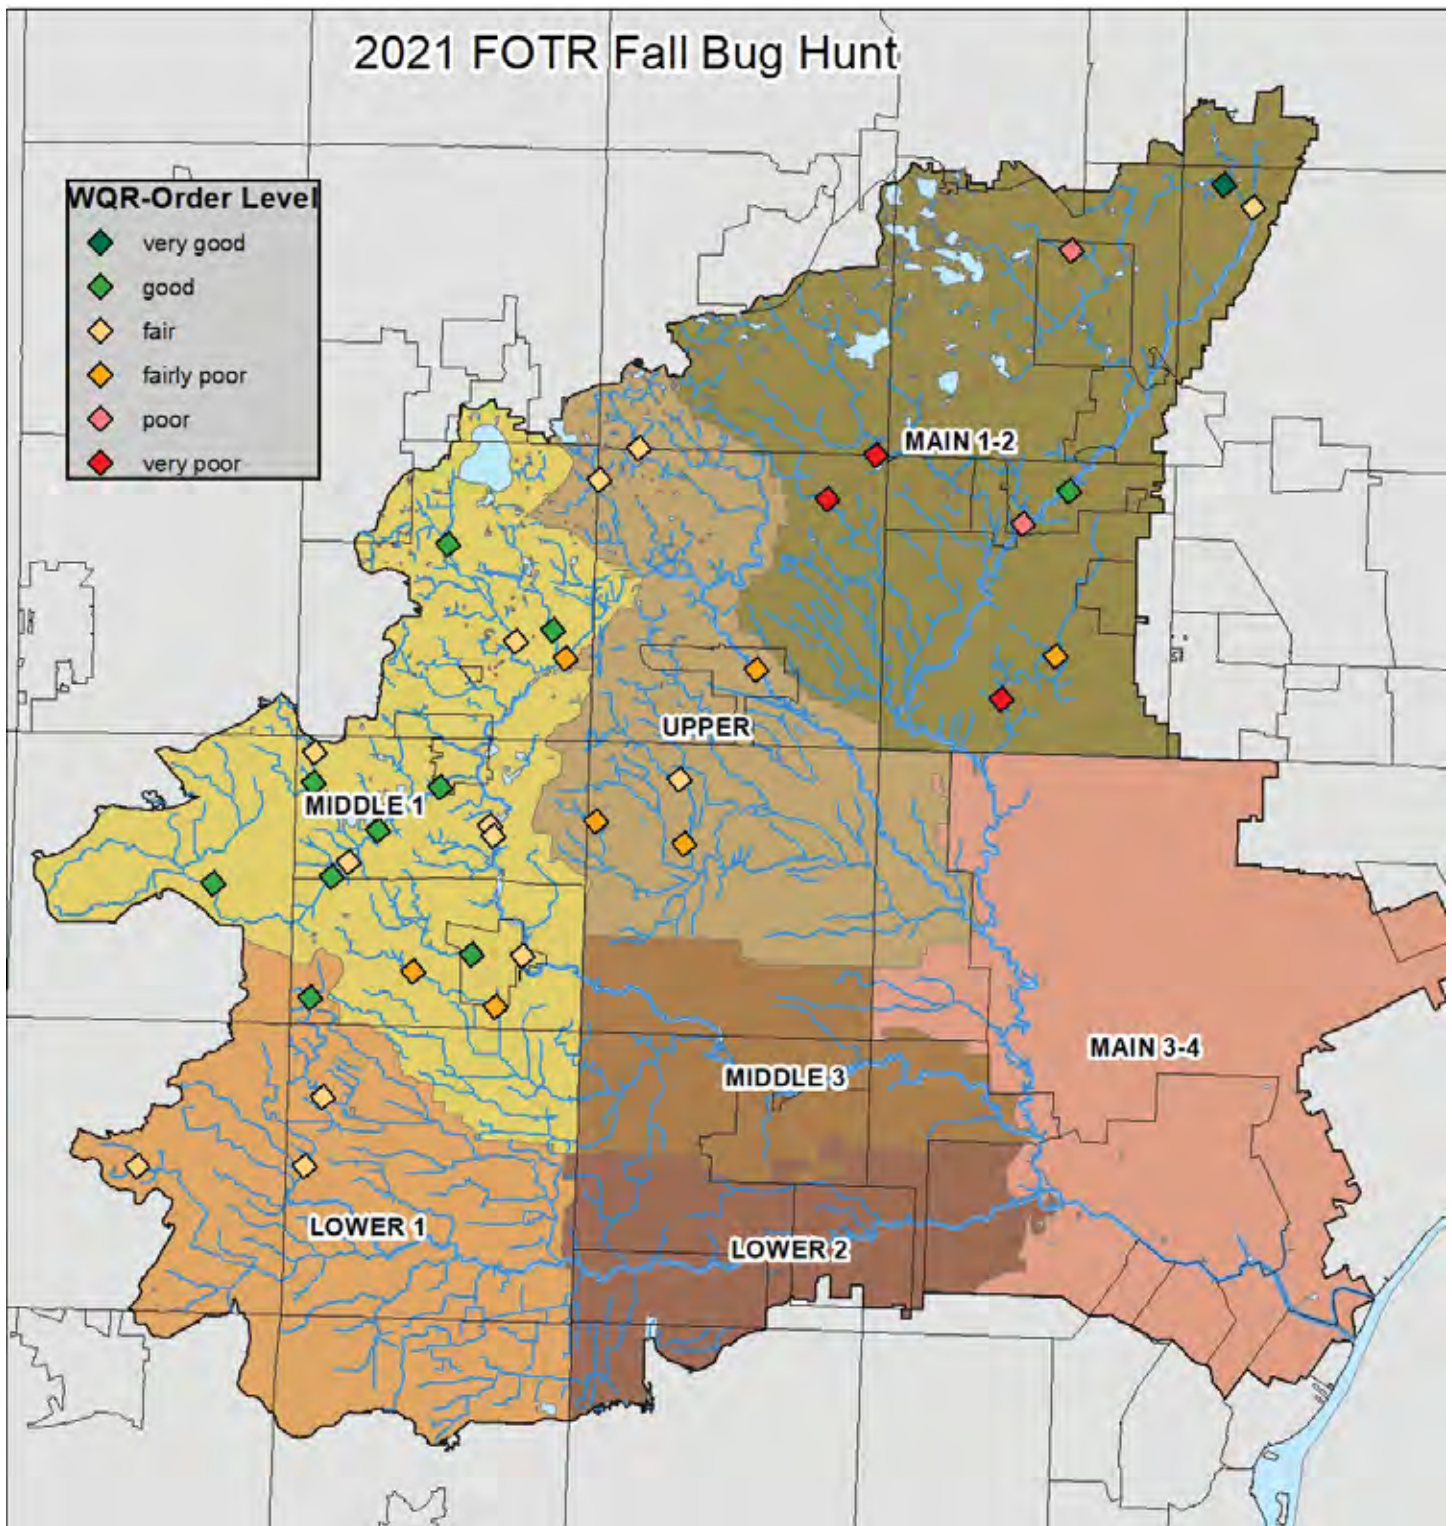 2021 FOTR Fall Bug Hunt
WQR-Order Level
very good
good
fair
fairly poor
poor
very poor
MAIN 1-2
UPPER
MIDDLE 1
MAIN 3-4
MIDDLE 3
LOWER 1
LOWER 2